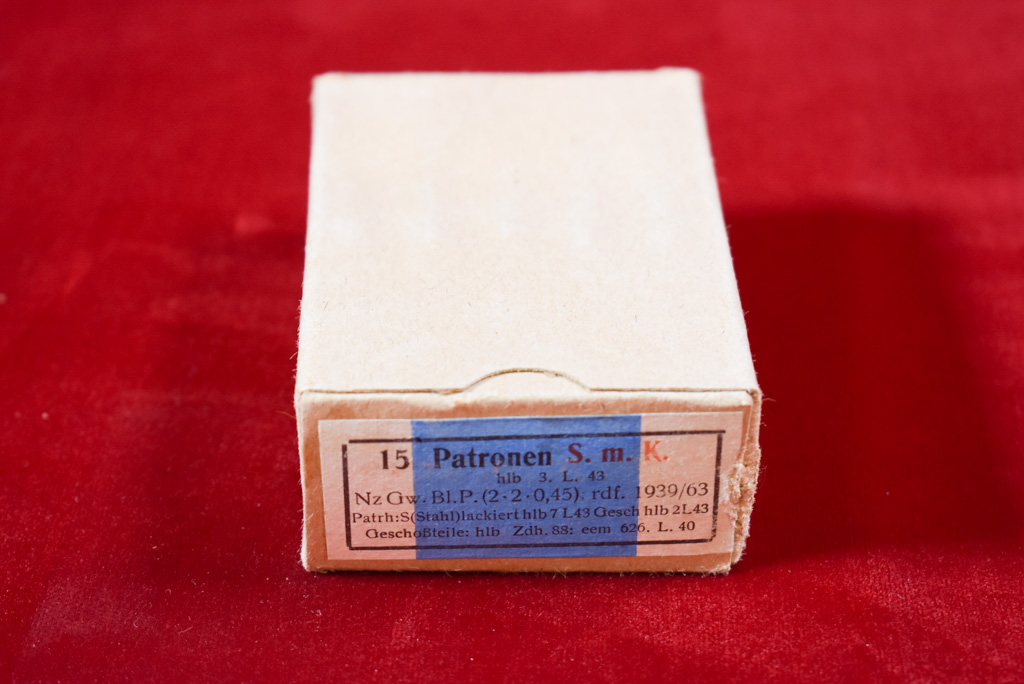 15 Patronen S. m. K.
hlb 3. L. 43
Nz Gw. Bl. P. (2·2·0,45) rdf. 1939/63
Patrh:S(Stahl)lackiert hlb 7 L43 Gesch hlb 2L43
Geschoßteile: hlb Zdh. 88: eem 626. L. 40